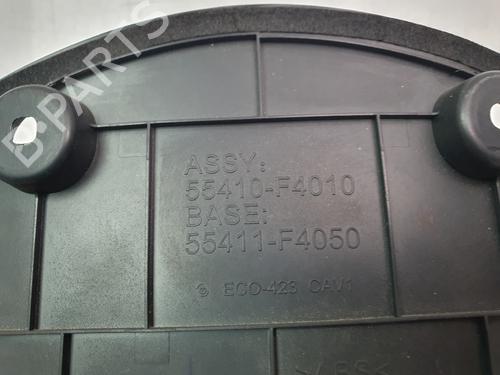 B-PARTS
ASSY:
55410-F4010
BASE:
55411-F4050
ECO-423 CAV1